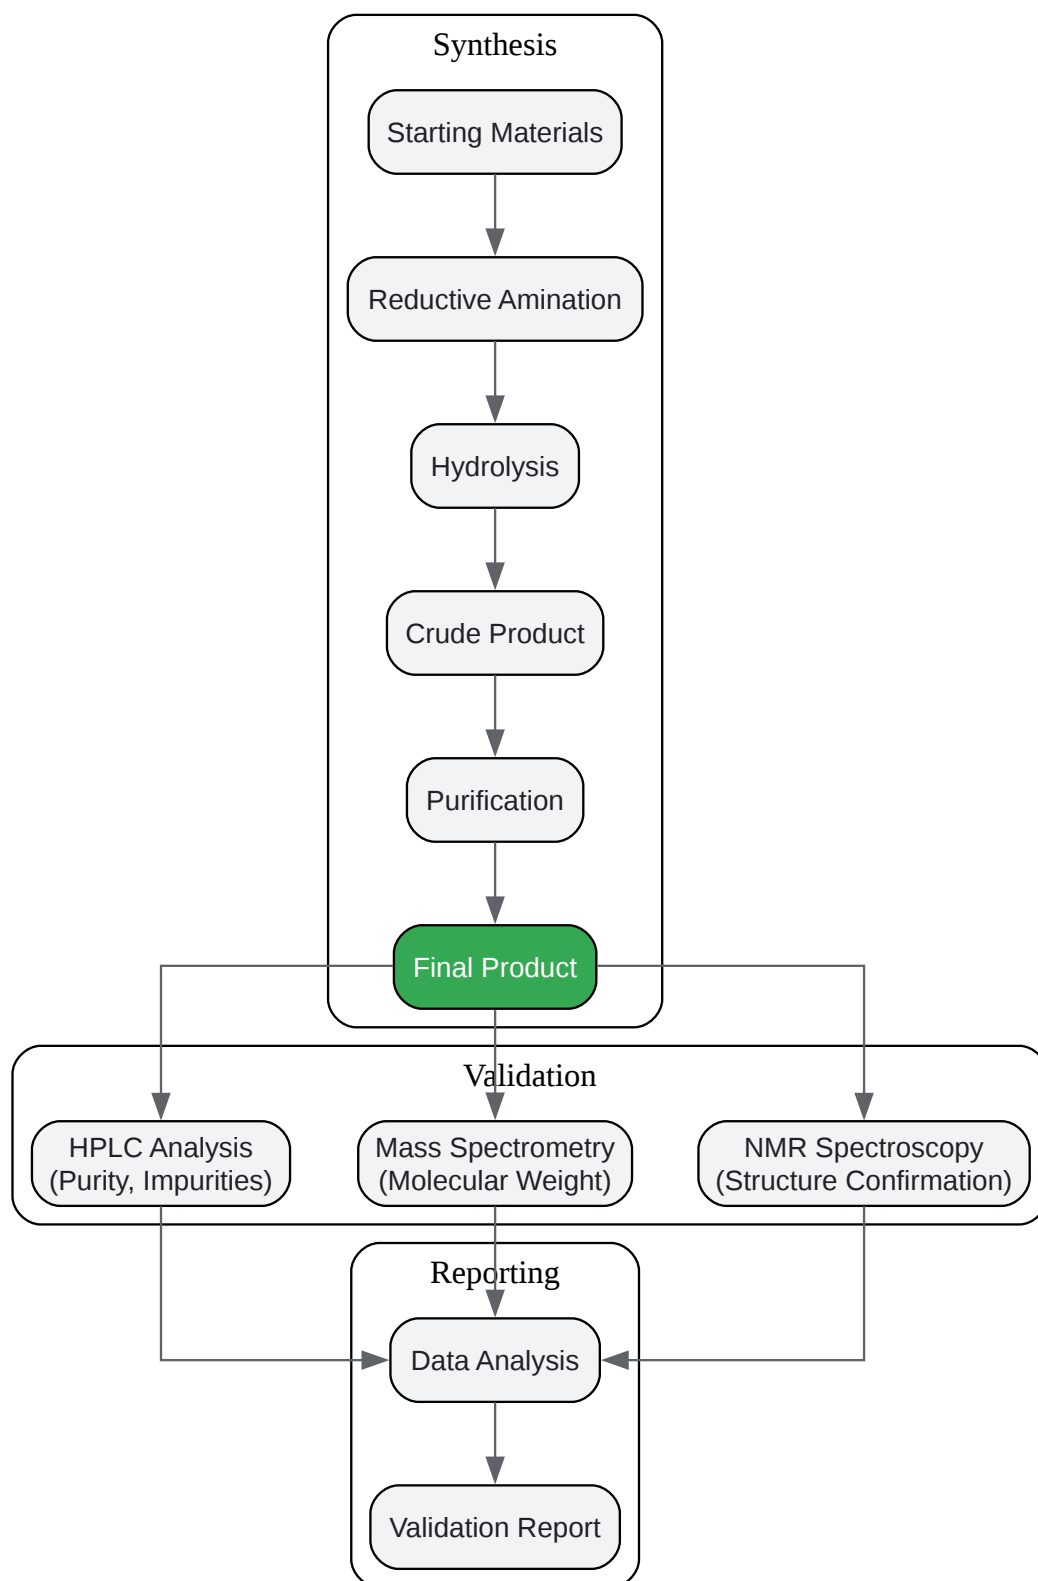 Synthesis
Starting Materials
Reductive Amination
Hydrolysis
Crude Product
Purification
Final Product
Validation
HPLC Analysis
(Purity, Impurities)
Mass Spectrometry
(Molecular Weight)
NMR Spectroscopy
(Structure Confirmation)
Reporting
Data Analysis
Validation Report